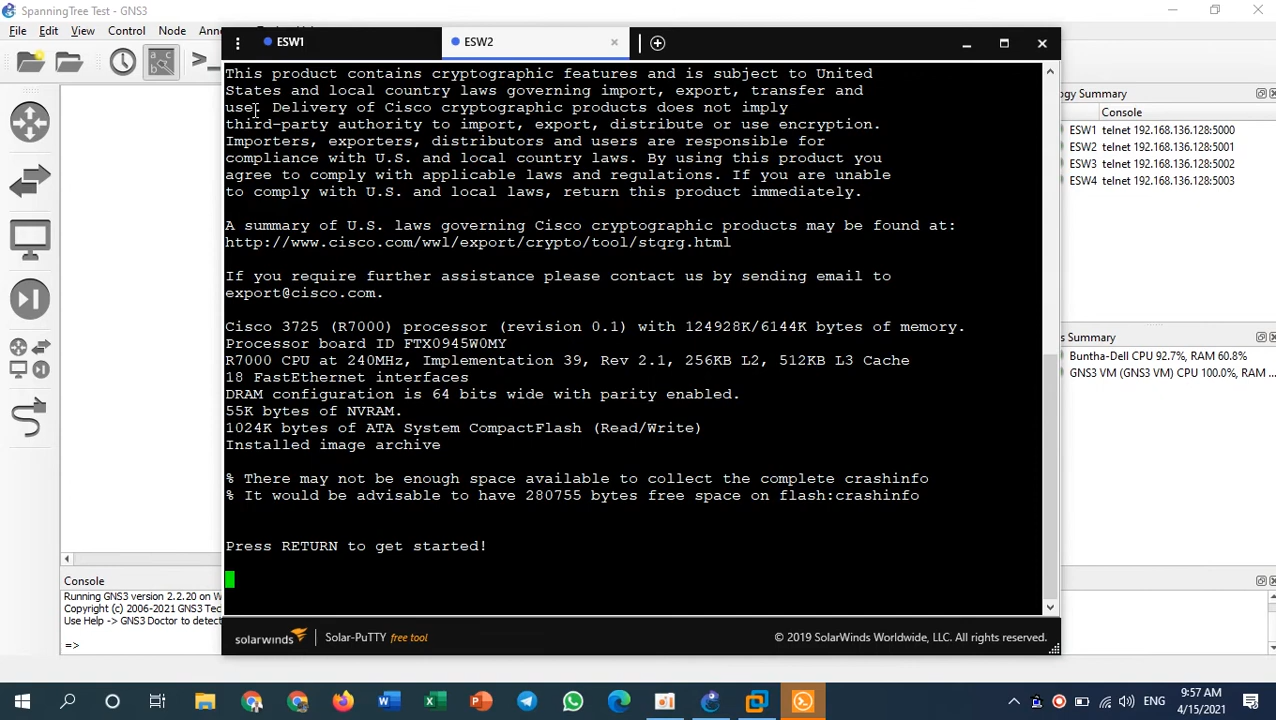 SpanningTree Test - GNS3
File Edit View Control Node Anno
ESW1
ESW2
This product contains cryptographic features and is subject to United
States and local country laws governing import, export, transfer and
use. Delivery of Cisco cryptographic products does not imply
third-party authority to import, export, distribute or use encryption.
Importers, exporters, distributors and users are responsible for
compliance with U.S. and local country laws. By using this product you
agree to comply with applicable laws and regulations. If you are unable
to comply with U.S. and local laws, return this product immediately.
A summary of U.S. laws governing Cisco cryptographic products may be found at:
http://www.cisco.com/wwl/export/crypto/tool/stqrg.html
If you require further assistance please contact us by sending email to
export@cisco.com.
Cisco 3725 (R7000) processor (revision 0.1) with 124928K/6144K bytes of memory.
Processor board ID FTX0945W0MY
R7000 CPU at 240MHz, Implementation 39, Rev 2.1, 256KB L2, 512KB L3 Cache
18 FastEthernet interfaces
DRAM configuration is 64 bits wide with parity enabled.
55K bytes of NVRAM.
1024K bytes of ATA System CompactFlash (Read/Write)
Installed image archive
% There may not be enough space available to collect the complete crashinfo
% It would be advisable to have 280755 bytes free space on flash:crashinfo
Press RETURN to get started!
solarwinds Solar-PuTTY free tool
© 2019 SolarWinds Worldwide, LLC. All rights reserved.
logy Summary
Console
ESW1 telnet 192.168.136.128:5000
ESW2 telnet 192.168.136.128:5001
ESW3 telnet 192.168.136.128:5002
ESW4 telnet 192.168.136.128:5003
s Summary
Buntha-Dell CPU 92.7%, RAM 60.8%
GNS3 VM (GNS3 VM) CPU 100.0%, RAM ...
Console
Running GNS3 version 2.2.20 on W
Copyright (c) 2006-2021 GNS3 Tec
Use Help -> GNS3 Doctor to detect
=>
ENG
9:57 AM
4/15/2021